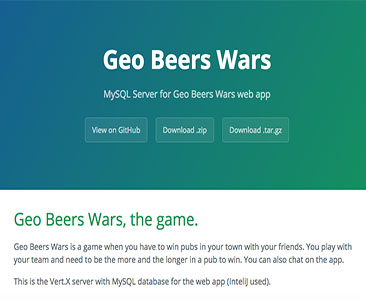 Geo Beers Wars
MySQL Server for Geo Beers Wars web app
View on GitHub
Download .zip
Download .tar.gz
Geo Beers Wars, the game.
Geo Beers Wars is a game when you have to win pubs in your town with your friends. You play with
your team and need to be the more and the longer in a pub to win. You can also chat on the app.
This is the Vert.X server with MySQL database for the web app (InteliJ used).